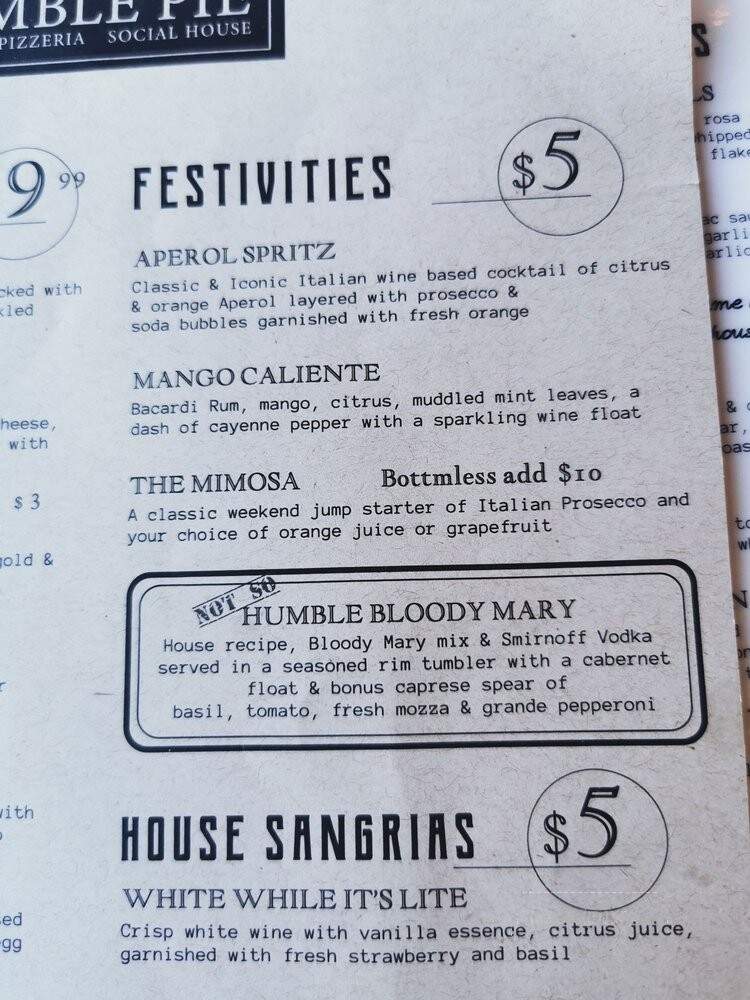 PIZZERIA SOCIAL HOUSE
9 99
FESTIVITIES $5
APEROL SPRITZ
Classic & Iconic Italian wine based cocktail of citrus
& orange Aperol layered with prosecco &
soda bubbles garnished with fresh orange
MANGO CALIENTE
Bacardi Rum, mango, citrus, muddled mint leaves, a
dash of cayenne pepper with a sparkling wine float
THE MIMOSA Bottmless add $10
A classic weekend jump starter of Italian Prosecco and
your choice of orange juice or grapefruit
NOT SO
HUMBLE BLOODY MARY
House recipe, Bloody Mary mix & Smirnoff Vodka
served in a seasoned rim tumbler with a cabernet
float & bonus caprese spear of
basil, tomato, fresh mozza & grande pepperoni
HOUSE SANGRIAS $5
WHITE WHILE IT'S LITE
Crisp white wine with vanilla essence, citrus juice,
garnished with fresh strawberry and basil
with
with
$3
&
rosa
&